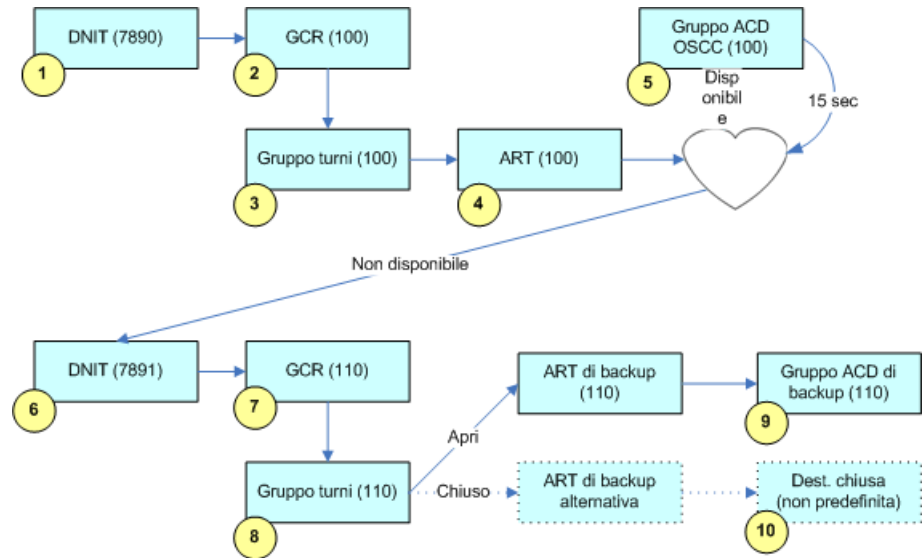 DNIT (7890)
1
GCR (100)
2
Gruppo ACD
OSCC (100)
5
Disp
onibil
e
15 sec
Gruppo turni (100)
3
ART (100)
4
Non disponibile
DNIT (7891)
6
GCR (110)
7
ART di backup
(110)
Gruppo ACD di
backup (110)
9
Apri
Gruppo turni (110)
8
Chiuso
ART di backup
alternativa
Dest. chiusa
(non predefinita)
10